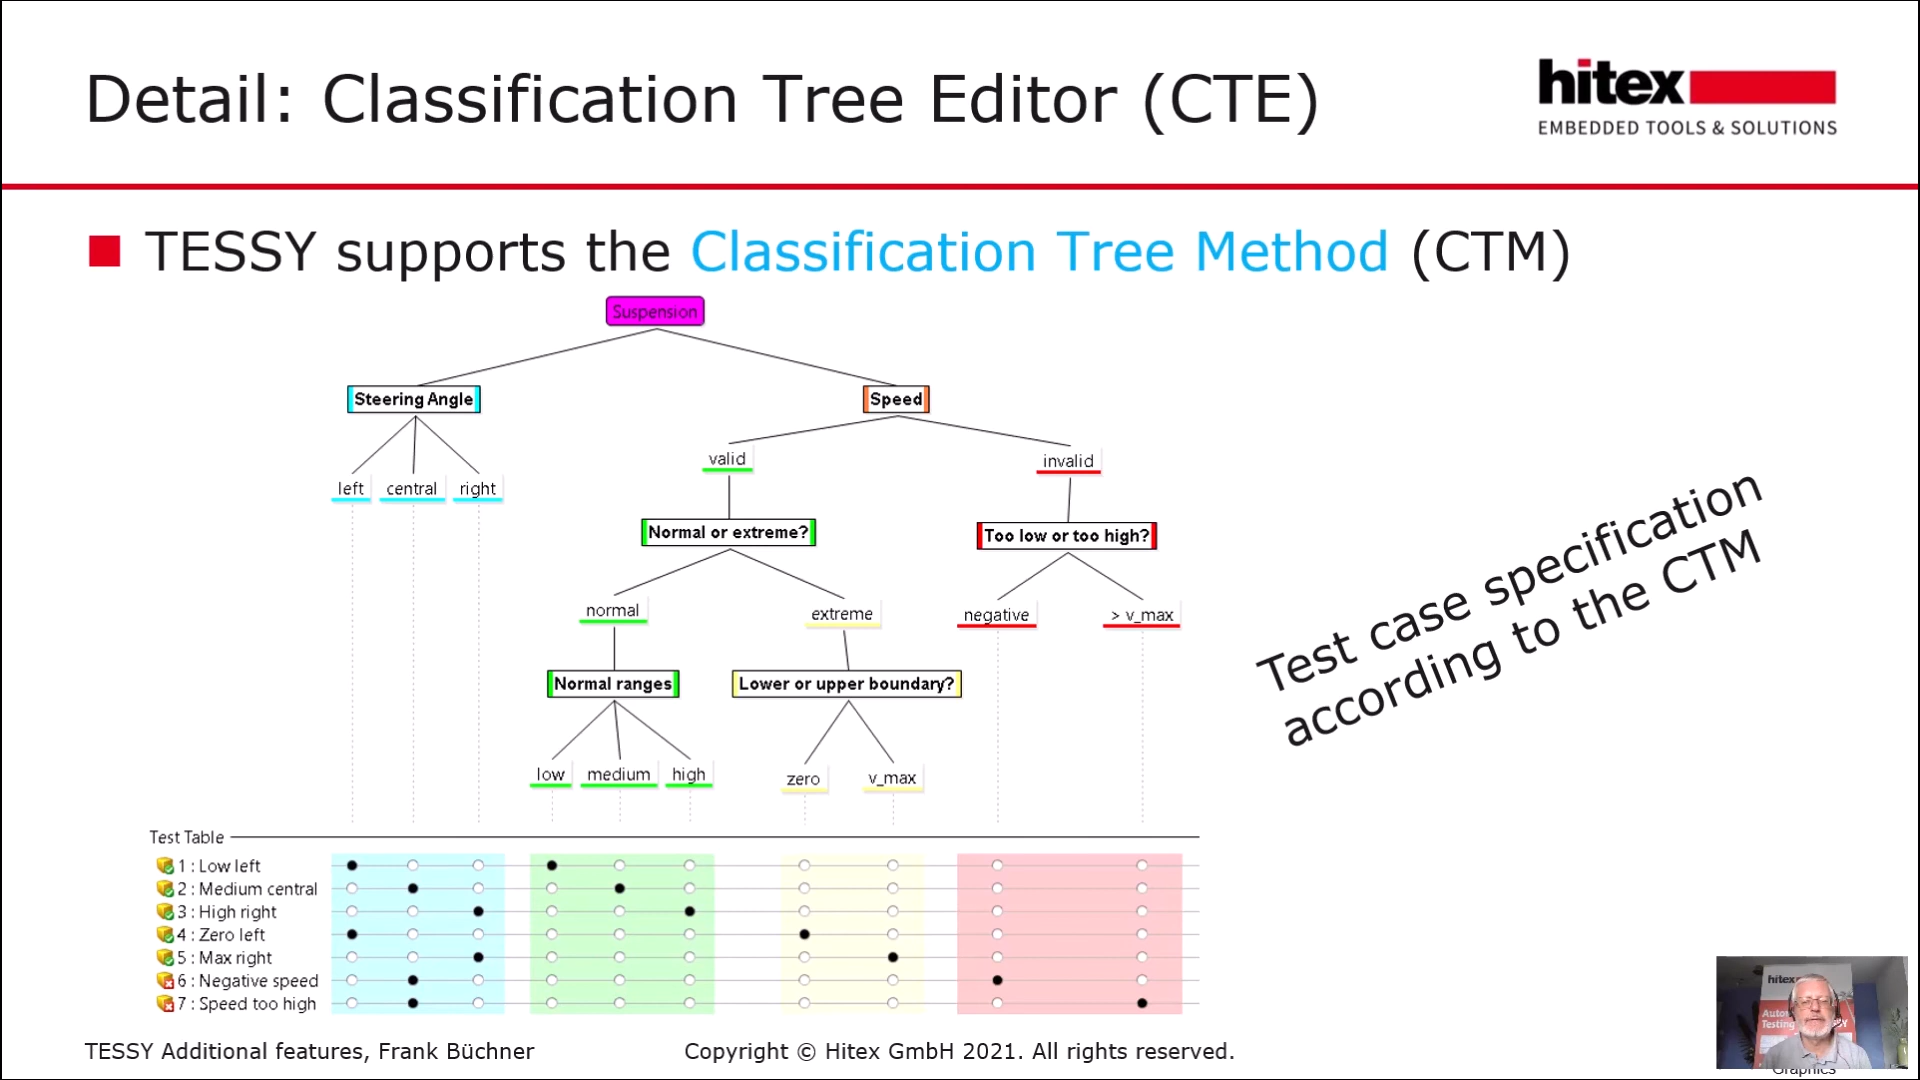 Detail: Classification Tree Editor (CTE)
hitex
EMBEDDED TOOLS & SOLUTIONS
TESSY supports the Classification Tree Method (CTM)
Suspension
Steering Angle
Speed
valid
invalid
left central right
Normal or extreme?
Too low or too high?
normal
extreme
negative
> v_max
Normal ranges
Lower or upper boundary?
low medium high
zero
v_max
Test case specification
according to the CTM
Test Table
1 : Low left
2 : Medium central
3 : High right
4 : Zero left
5 : Max right
6 : Negative speed
7 : Speed too high
TESSY Additional features, Frank Büchner
Copyright © Hitex GmbH 2021. All rights reserved.
hitex
Testing
Graphics